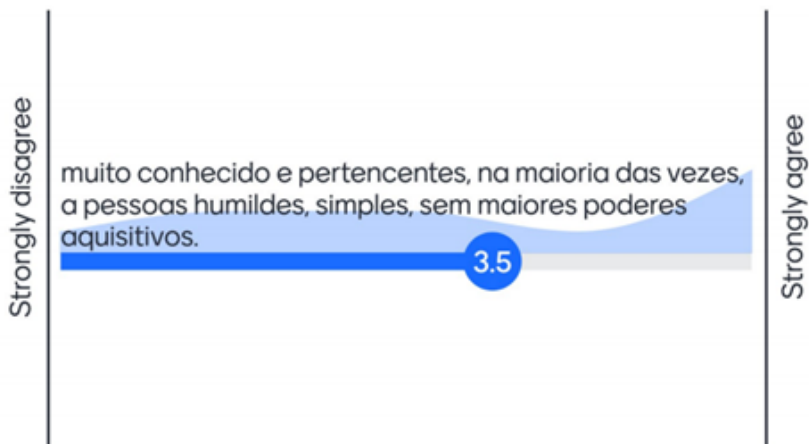 Strongly disagree
muito conhecido e pertencentes, na maioria das vezes,
a pessoas humildes, simples, sem maiores poderes
aquisitivos.
3.5
Strongly agree